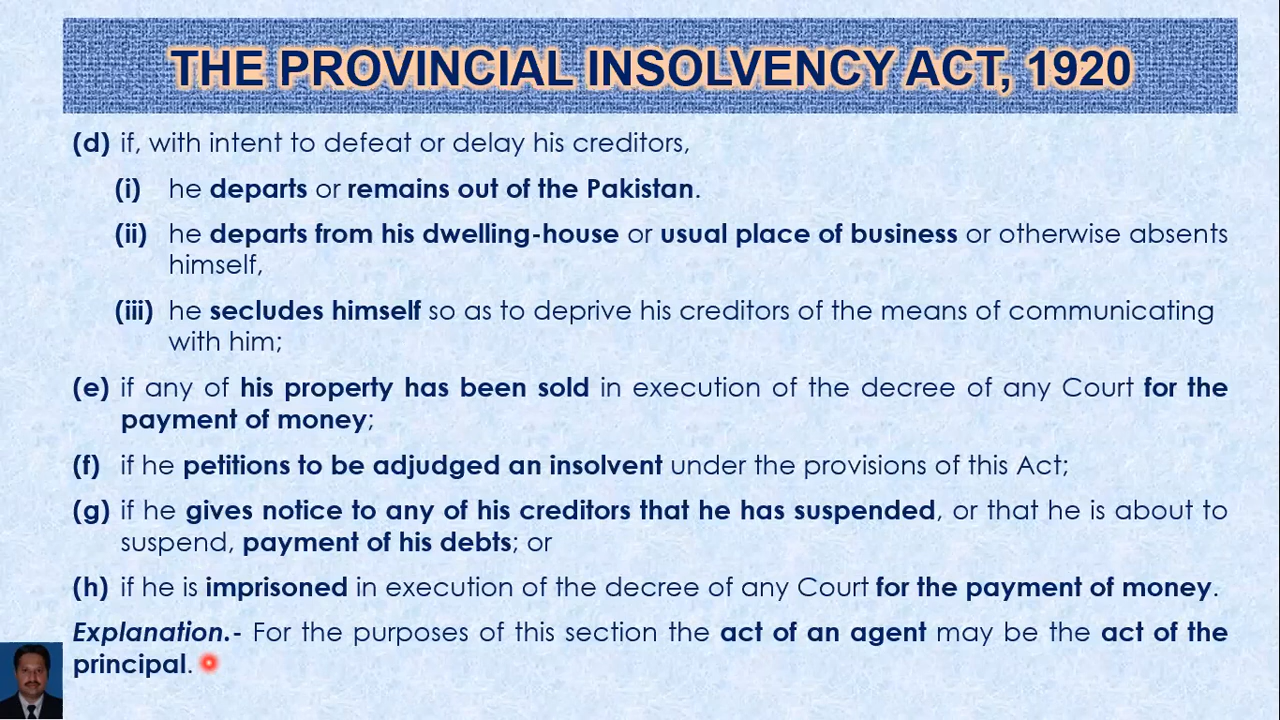 THE PROVINCIAL INSOLVENCY ACT, 1920
(d) if, with intent to defeat or delay his creditors,
(i) he departs or remains out of the Pakistan.
(ii) he departs from his dwelling-house or usual place of business or otherwise absents
himself,
(iii) he secludes himself so as to deprive his creditors of the means of communicating
with him;
(e) if any of his property has been sold in execution of the decree of any Court for the
payment of money;
(f) if he petitions to be adjudged an insolvent under the provisions of this Act;
(g) if he gives notice to any of his creditors that he has suspended, or that he is about to
suspend, payment of his debts; or
(h) if he is imprisoned in execution of the decree of any Court for the payment of money.
Explanation.- For the purposes of this section the act of an agent may be the act of the
principal.